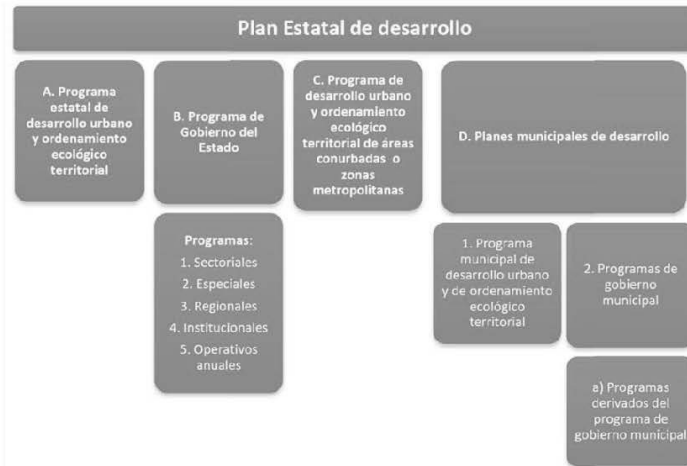 Plan Estatal de desarrollo
A. Programa
estatal de
desarrollo urbano
y ordenamiento
ecológico
territorial
B. Programa de
Gobierno del
Estado
C. Programa de
desarrollo urbano
y ordenamiento
ecológico
territorial de áreas
conurbadas o
zonas
metropolitanas
D. Planes municipales de desarrollo
Programas:
1. Sectoriales
2. Especiales
3. Regionales
4. Institucionales
5. Operativos
anuales
1. Programa
municipal de
desarrollo urbano
y de ordenamiento
ecológico
territorial
2. Programas de
gobierno
municipal
a) Programas
derivados del
programa de
gobierno municipal